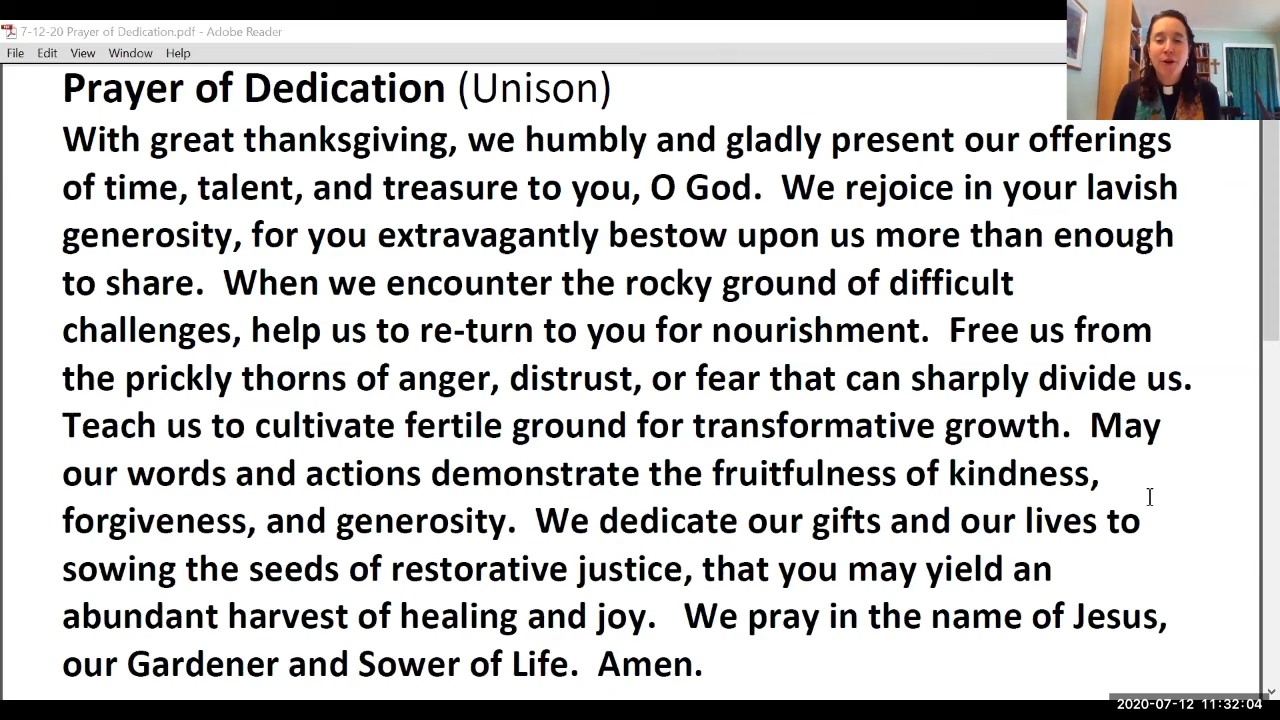 7-12-20 Prayer of Dedication.pdf - Adobe Reader
File Edit View Window Help
Prayer of Dedication (Unison)
With great thanksgiving, we humbly and gladly present our offerings
of time, talent, and treasure to you, O God.  We rejoice in your lavish
generosity, for you extravagantly bestow upon us more than enough
to share.  When we encounter the rocky ground of difficult
challenges, help us to re-turn to you for nourishment.  Free us from
the prickly thorns of anger, distrust, or fear that can sharply divide us.
Teach us to cultivate fertile ground for transformative growth.  May
our words and actions demonstrate the fruitfulness of kindness,
forgiveness, and generosity.  We dedicate our gifts and our lives to
sowing the seeds of restorative justice, that you may yield an
abundant harvest of healing and joy.   We pray in the name of Jesus,
our Gardener and Sower of Life.  Amen.
2020-07-12 11:32:04